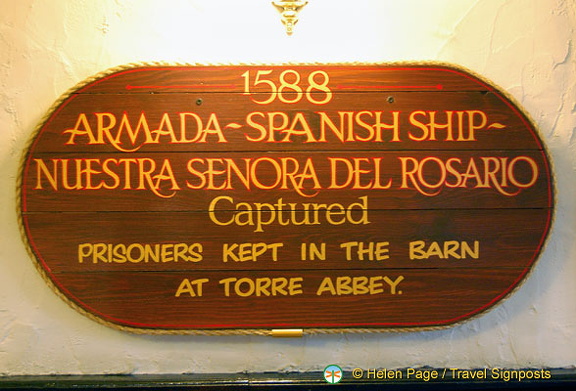 1588
ARMADA~SPANISH SHIP~
NUESTRA SENORA DEL ROSARIO
Captured
PRISONERS KEPT IN THE BARN
AT TORRE ABBEY.
© Helen Page / Travel Signposts